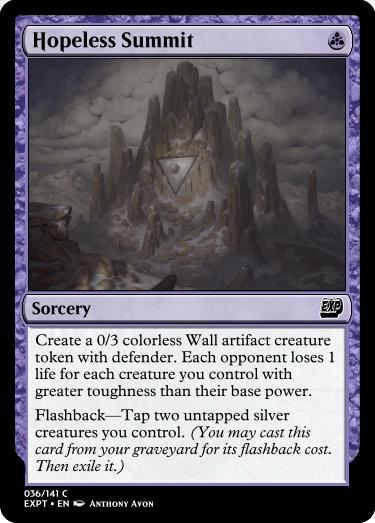 Hopeless Summit
Sorcery
EXP
Create a 0/3 colorless Wall artifact creature
token with defender. Each opponent loses 1
life for each creature you control with
greater toughness than their base power.
Flashback—Tap two untapped silver
creatures you control. (You may cast this
card from your graveyard for its flashback cost.
Then exile it.)
036/141 C
EXPT • EN Anthony Avon